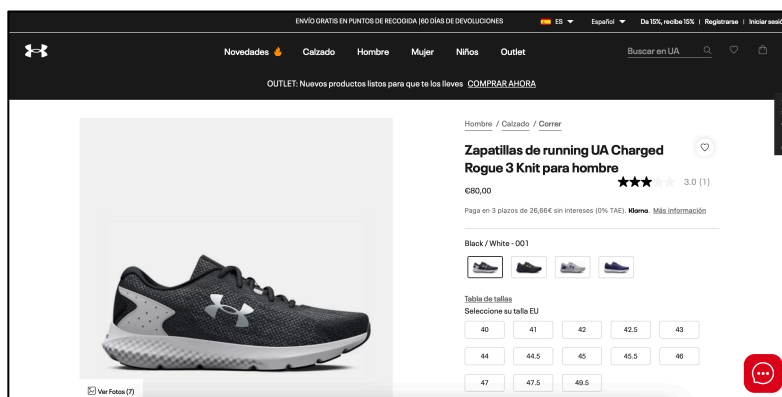 ENVÍO GRATIS EN PUNTOS DE RECOGIDA |60 DÍAS DE DEVOLUCIONES
ES
Español
Da 15%, recibe 15% | Registrarse | Iniciar sesió
Novedades Calzado Hombre Mujer Niños Outlet
Buscar en UA
OUTLET: Nuevos productos listos para que te los lleves COMPRAR AHORA
Hombre / Calzado / Correr
Zapatillas de running UA Charged
Rogue 3 Knit para hombre
3.0 (1)
€80,00
Paga en 3 plazos de 26,66€ sin intereses (0% TAE). Klarna. Más información
Black / White - 001
Tabla de tallas
Seleccione su talla EU
40 41 42 42.5 43
44 44.5 45 45.5 46
47 47.5 49.5
Ver Fotos (7)